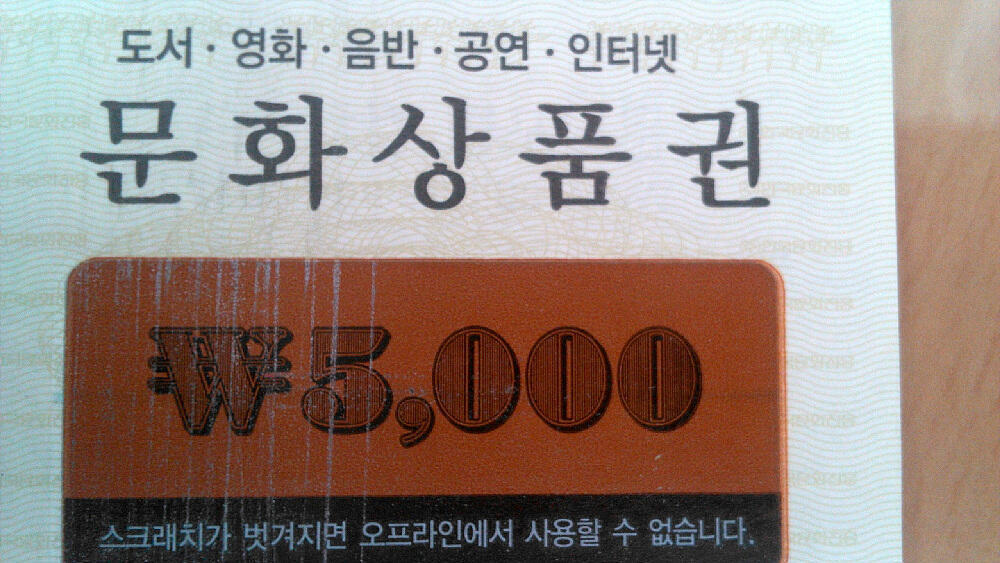 도서·영화·음반·공연·인터넷
문화상품권
₩5,000
스크래치가 벗겨지면 오프라인에서 사용할 수 없습니다.